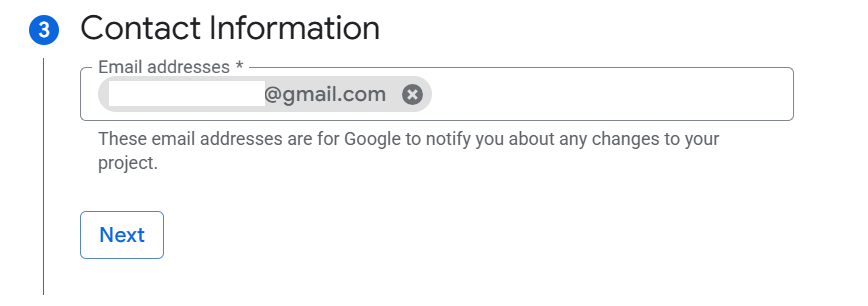 3 Contact Information
Email addresses *
@gmail.com
These email addresses are for Google to notify you about any changes to your
project.
Next